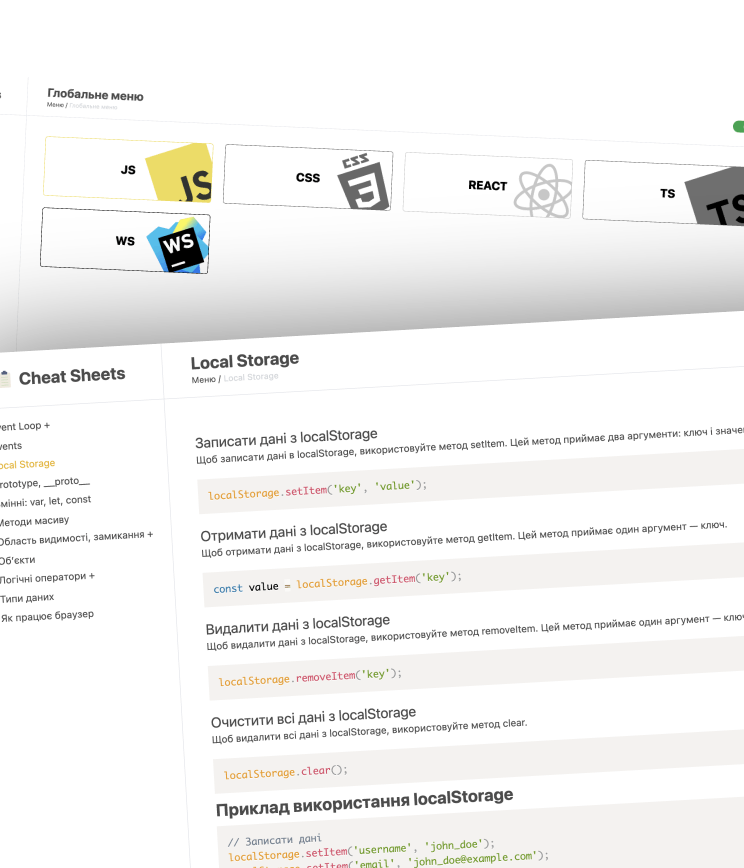 Глобальне меню
Меню / Глобальне меню
JS
JS
CSS
CSS
3
REACT
TS
TS
WS
WS
Cheat Sheets
Local Storage
Меню / Local Storage
vent Loop +
vents
ocal Storage
rototype, __proto__
мінні: var, let, const
Методи масиву
Область видимості, замикання +
Об'єкти
Логічні оператори +
Типи даних
Як працює браузер
Записати дані з localStorage
Щоб записати дані в localStorage, використовуйте метод setItem. Цей метод приймає два аргументи: ключ і значен
localStorage.setItem('key', 'value');
Отримати дані з localStorage
Щоб отримати дані з localStorage, використовуйте метод getItem. Цей метод приймає один аргумент — ключ.
const value = localStorage.getItem('key');
Видалити дані з localStorage
Щоб видалити дані з localStorage, використовуйте метод removeItem. Цей метод приймає один аргумент — ключ
localStorage.removeItem('key');
Очистити всі дані з localStorage
Щоб видалити всі дані з localStorage, використовуйте метод clear.
localStorage.clear();
Приклад використання localStorage
// Записати дані
localStorage.setItem('username', 'john_doe');
localStorage.setItem('email', 'john_doe@example.com');